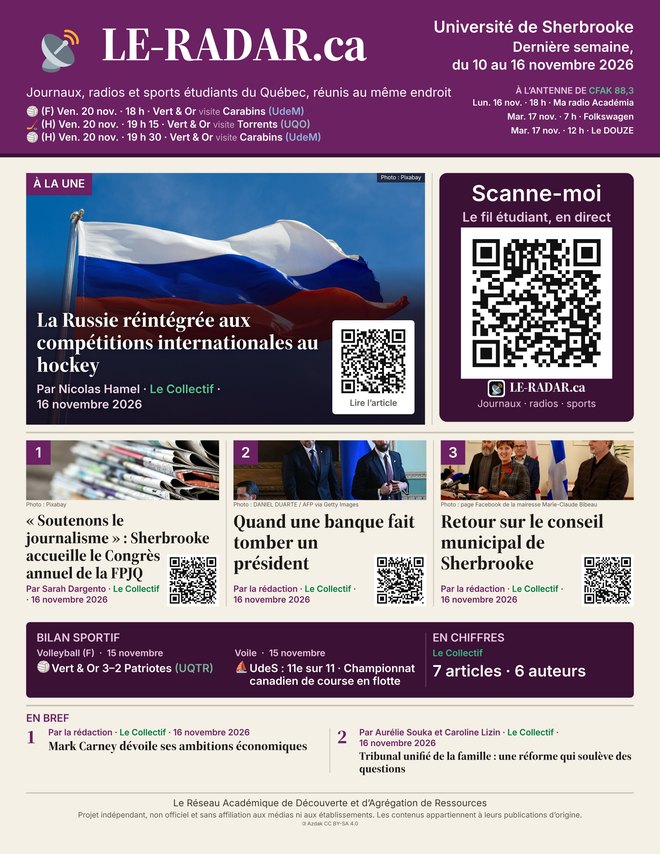 LE-RADAR.ca
Journaux, radios et sports étudiants du Québec, réunis au même endroit
(F) Ven. 20 nov. · 18 h · Vert & Or visite Carabins (UdeM)
(H) Ven. 20 nov. · 19 h 15 · Vert & Or visite Torrents (UQO)
(H) Ven. 20 nov. · 19 h 30 · Vert & Or visite Carabins (UdeM)
Université de Sherbrooke
Dernière semaine,
du 10 au 16 novembre 2026
À L'ANTENNE DE CFAK 88,3
Lun. 16 nov. · 18 h · Ma radio Académia
Mar. 17 nov. · 7 h · Folkswagen
Mar. 17 nov. · 12 h · Le DOUZE
À LA UNE
Photo : Pixabay
La Russie réintégrée aux
compétitions internationales au
hockey
Par Nicolas Hamel · Le Collectif ·
16 novembre 2026
Lire l'article
Scanne-moi
Le fil étudiant, en direct
LE-RADAR.ca
Journaux · radios · sports
1
Photo : Pixabay
« Soutenons le
journalisme » : Sherbrooke
accueille le Congrès
annuel de la FPJQ
Par Sarah Dargento · Le Collectif
· 16 novembre 2026
2
Photo : DANIEL DUARTE / AFP via Getty Images
Quand une banque fait
tomber un
président
Par la rédaction · Le Collectif ·
16 novembre 2026
3
Photo : page Facebook de la mairesse Marie-Claude Bibeau
Retour sur le conseil
municipal de
Sherbrooke
Par la rédaction · Le Collectif ·
16 novembre 2026
BILAN SPORTIF
Volleyball (F) · 15 novembre
Vert & Or 3–2 Patriotes (UQTR)
Voile · 15 novembre
UdeS : 11e sur 11 · Championnat
canadien de course en flotte
EN CHIFFRES
Le Collectif
7 articles · 6 auteurs
EN BREF
1
Par la rédaction · Le Collectif · 16 novembre 2026
Mark Carney dévoile ses ambitions économiques
2
Par Aurélie Souka et Caroline Lizin · Le Collectif ·
16 novembre 2026
Tribunal unifié de la famille : une réforme qui soulève des
questions
Le Réseau Académique de Découverte et d'Agrégation de Ressources
Projet indépendant, non officiel et sans affiliation aux médias ni aux établissements. Les contenus appartiennent à leurs publications d'origine.
Azdak CC BY-SA 4.0